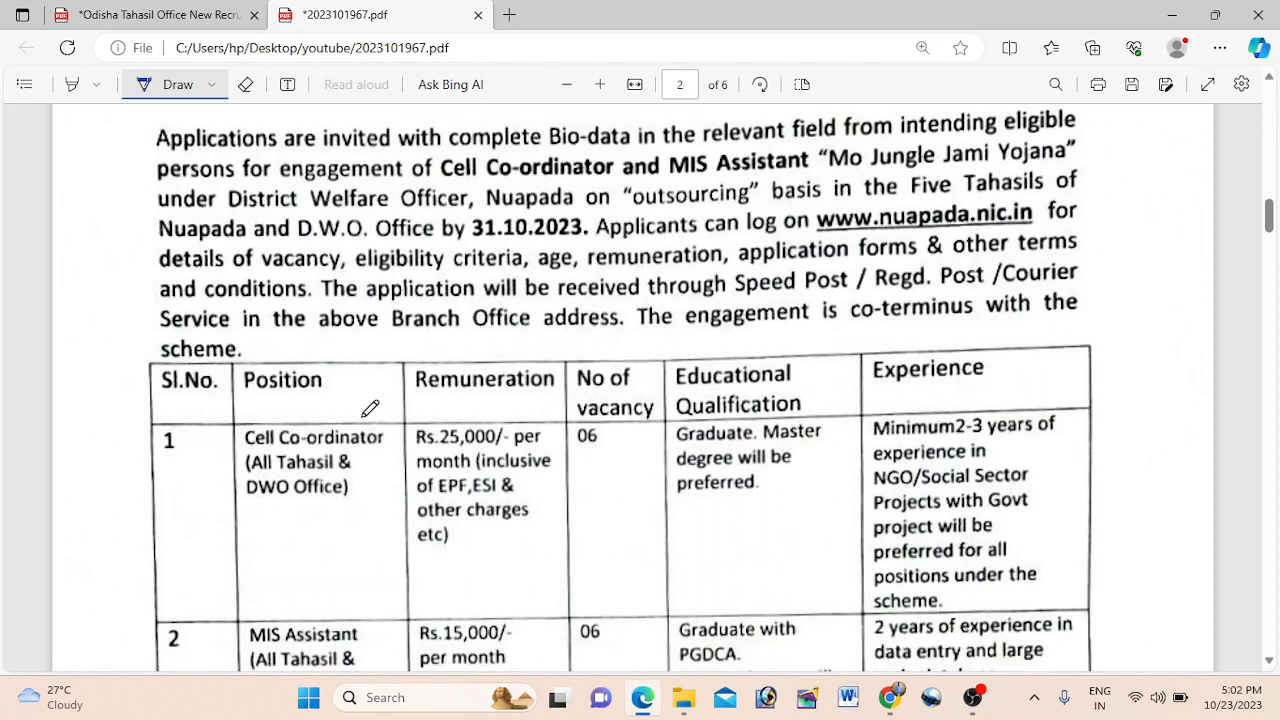 *Odisha Tahasil Office New Recru
*2023101967.pdf
File
C:/Users/hp/Desktop/youtube/2023101967.pdf
Draw
Read aloud
Ask Bing AI
2 of 6
Applications are invited with complete Bio-data in the relevant field from intending eligible
persons for engagement of Cell Co-ordinator and MIS Assistant “Mo Jungle Jami Yojana”
under District Welfare Officer, Nuapada on “outsourcing” basis in the Five Tahasils of
Nuapada and D.W.O. Office by 31.10.2023. Applicants can log on www.nuapada.nic.in for
details of vacancy, eligibility criteria, age, remuneration, application forms & other terms
and conditions. The application will be received through Speed Post / Regd. Post /Courier
Service in the above Branch Office address. The engagement is co-terminus with the
scheme.
Sl.No.
Position
Remuneration
No of
vacancy
Educational
Qualification
Experience
1
Cell Co-ordinator
(All Tahasil &
DWO Office)
Rs.25,000/- per
month (inclusive
of EPF,ESI &
other charges
etc)
06
Graduate. Master
degree will be
preferred.
Minimum2-3 years of
experience in
NGO/Social Sector
Projects with Govt
project will be
preferred for all
positions under the
scheme.
2
MIS Assistant
(All Tahasil &
Rs.15,000/-
per month
06
Graduate with
PGDCA.
2 years of experience in
data entry and large
27°C
Cloudy
Search
ENG
IN
5:02 PM
10/23/2023